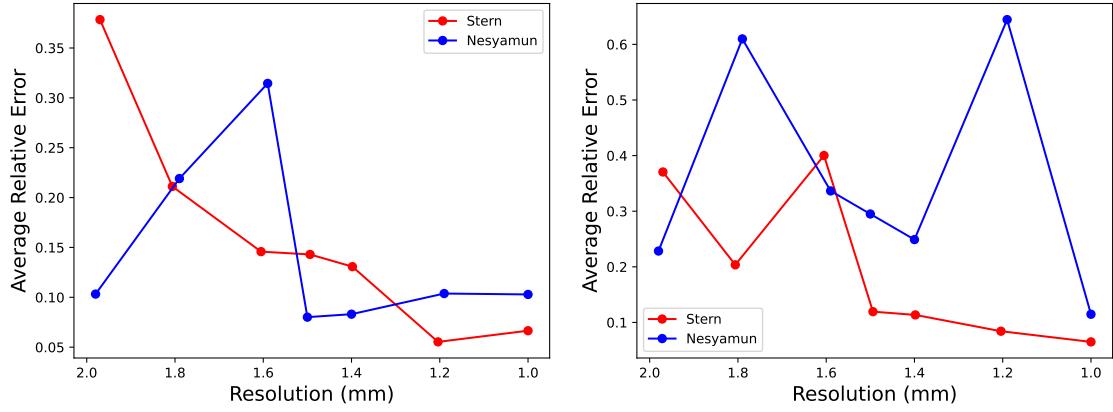 Average Relative Error
0.35
0.30
0.25
0.20
0.15
0.10
0.05
Stern
Nesyamun
2.0 1.8 1.6 1.4 1.2 1.0
Resolution (mm)
Average Relative Error
0.6
0.5
0.4
0.3
0.2
0.1
Stern
Nesyamun
2.0 1.8 1.6 1.4 1.2 1.0
Resolution (mm)